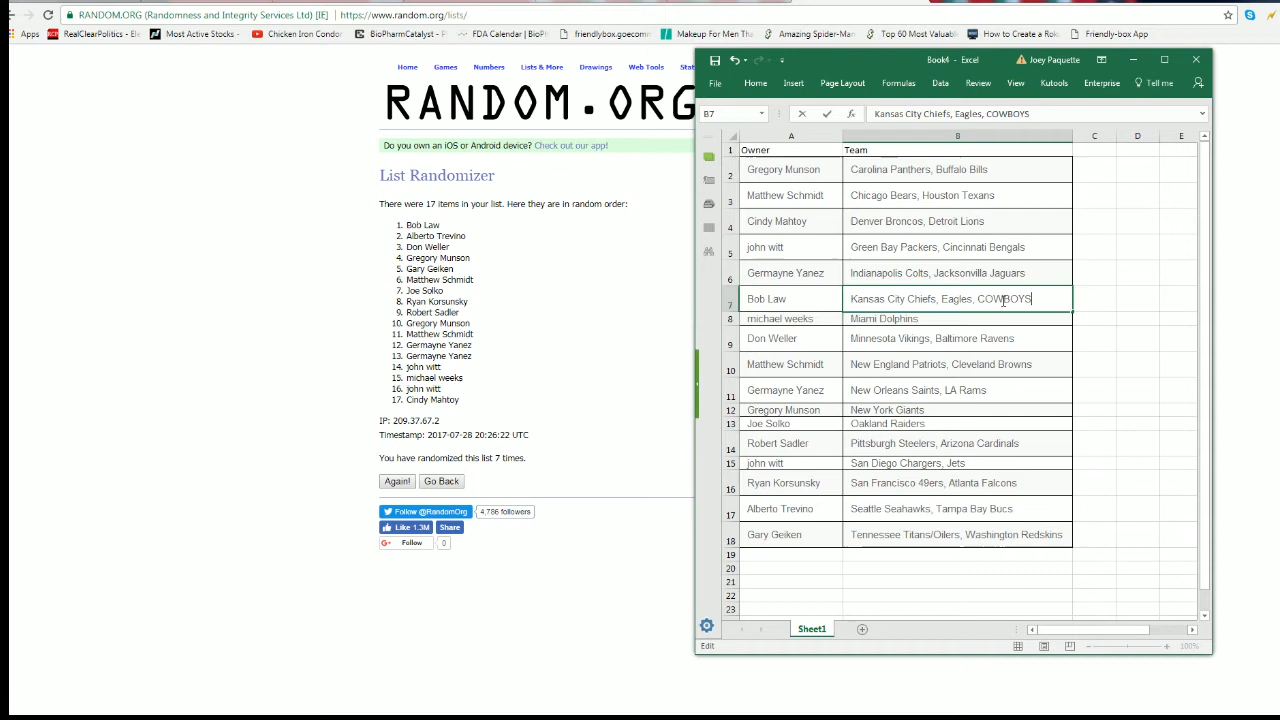 RANDOM.ORG (Randomness and Integrity Services Ltd) [IE] https://www.random.org/lists/
Apps RealClearPolitics - Elec Most Active Stocks - Chicken Iron Condor BioPharmCatalyst - F FDA Calendar | BioPh friendlybox.goecomm Makeup For Men Tha Amazing Spider-Man Top 60 Most Valuable How to Create a Rok Friendly-box App
Home Games Numbers Lists & More Drawings Web Tools Stat
RANDOM.ORG
Do you own an iOS or Android device? Check out our app!
List Randomizer
There were 17 items in your list. Here they are in random order:
1. Bob Law
2. Alberto Trevino
3. Don Weller
4. Gregory Munson
5. Gary Geiken
6. Matthew Schmidt
7. Joe Solko
8. Ryan Korsunsky
9. Robert Sadler
10. Gregory Munson
11. Matthew Schmidt
12. Germayne Yanez
13. Germayne Yanez
14. john witt
15. michael weeks
16. john witt
17. Cindy Mahtoy
IP: 209.37.67.2
Timestamp: 2017-07-28 20:26:22 UTC
You have randomized this list 7 times.
Again! Go Back
Follow @RandomOrg 4,786 followers
Like 1.3M Share
G+ Follow 0
Book4 - Excel Joey Paquette
File Home Insert Page Layout Formulas Data Review View Kutools Enterprise Tell me
B7 fx Kansas City Chiefs, Eagles, COWBOYS
A B C D E
1 Owner Team
2 Gregory Munson Carolina Panthers, Buffalo Bills
3 Matthew Schmidt Chicago Bears, Houston Texans
4 Cindy Mahtoy Denver Broncos, Detroit Lions
5 john witt Green Bay Packers, Cincinnati Bengals
6 Germayne Yanez Indianapolis Colts, Jacksonvilla Jaguars
7 Bob Law Kansas City Chiefs, Eagles, COWBOYS
8 michael weeks Miami Dolphins
9 Don Weller Minnesota Vikings, Baltimore Ravens
10 Matthew Schmidt New England Patriots, Cleveland Browns
11 Germayne Yanez New Orleans Saints, LA Rams
12 Gregory Munson New York Giants
13 Joe Solko Oakland Raiders
14 Robert Sadler Pittsburgh Steelers, Arizona Cardinals
15 john witt San Diego Chargers, Jets
16 Ryan Korsunsky San Francisco 49ers, Atlanta Falcons
17 Alberto Trevino Seattle Seahawks, Tampa Bay Bucs
18 Gary Geiken Tennessee Titans/Oilers, Washington Redskins
19
20
21
22
23
Sheet1
Edit 100%